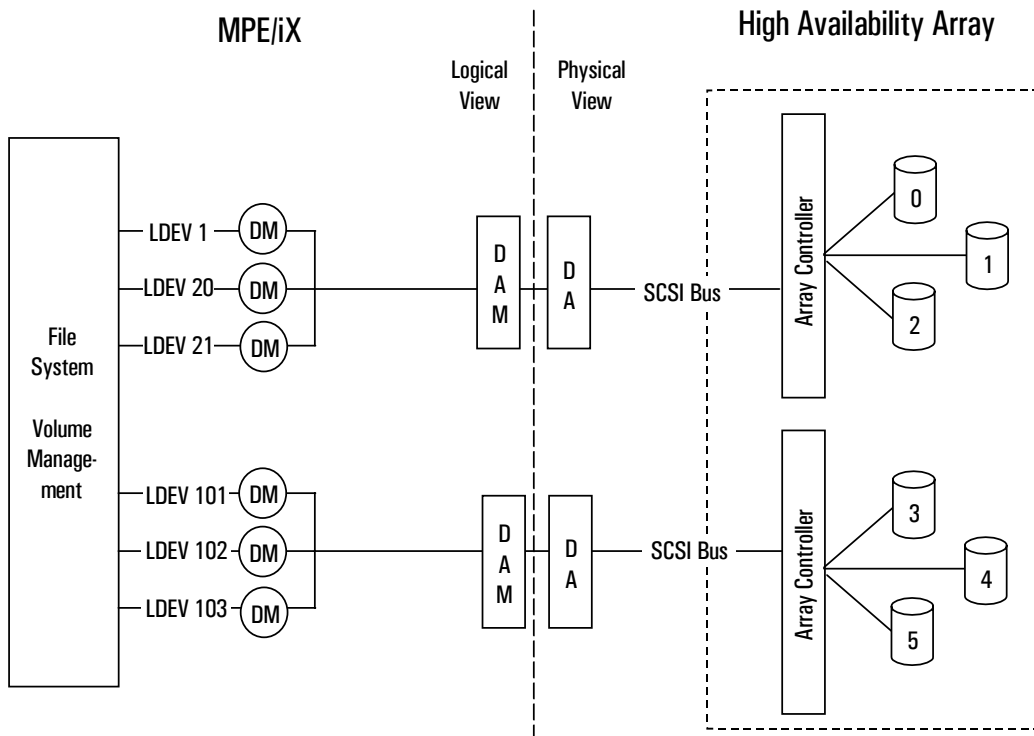 MPE/iX
High Availability Array
Logical
View
Physical
View
File
System
Volume
Manage-
ment
LDEV 1
DM
LDEV 20
DM
LDEV 21
DM
D
A
M
D
A
SCSI Bus
Array Controller
0
1
2
LDEV 101
DM
LDEV 102
DM
LDEV 103
DM
D
A
M
D
A
SCSI Bus
Array Controller
3
4
5